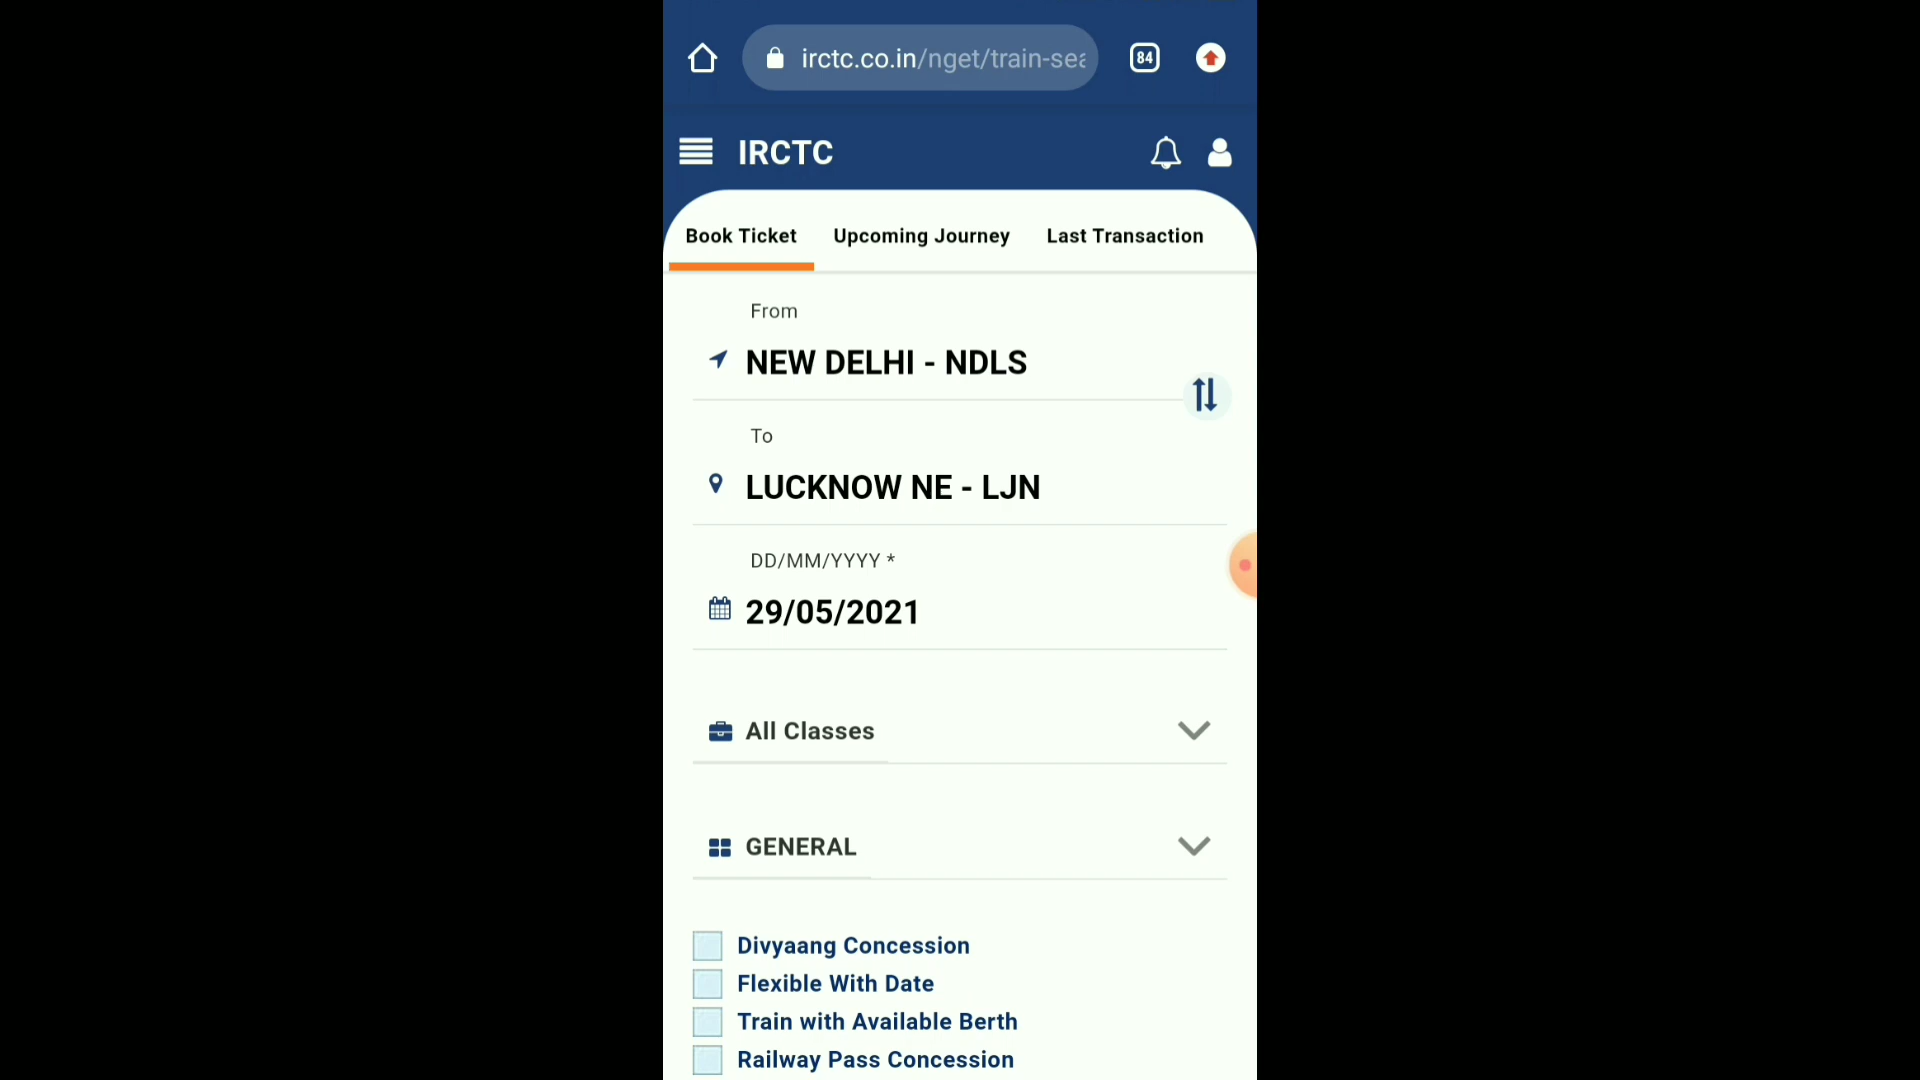 irctc.co.in/nget/train-sea
84
IRCTC
Book Ticket Upcoming Journey Last Transaction
From
NEW DELHI - NDLS
To
LUCKNOW NE - LJN
DD/MM/YYYY *
29/05/2021
All Classes
GENERAL
Divyaang Concession
Flexible With Date
Train with Available Berth
Railway Pass Concession